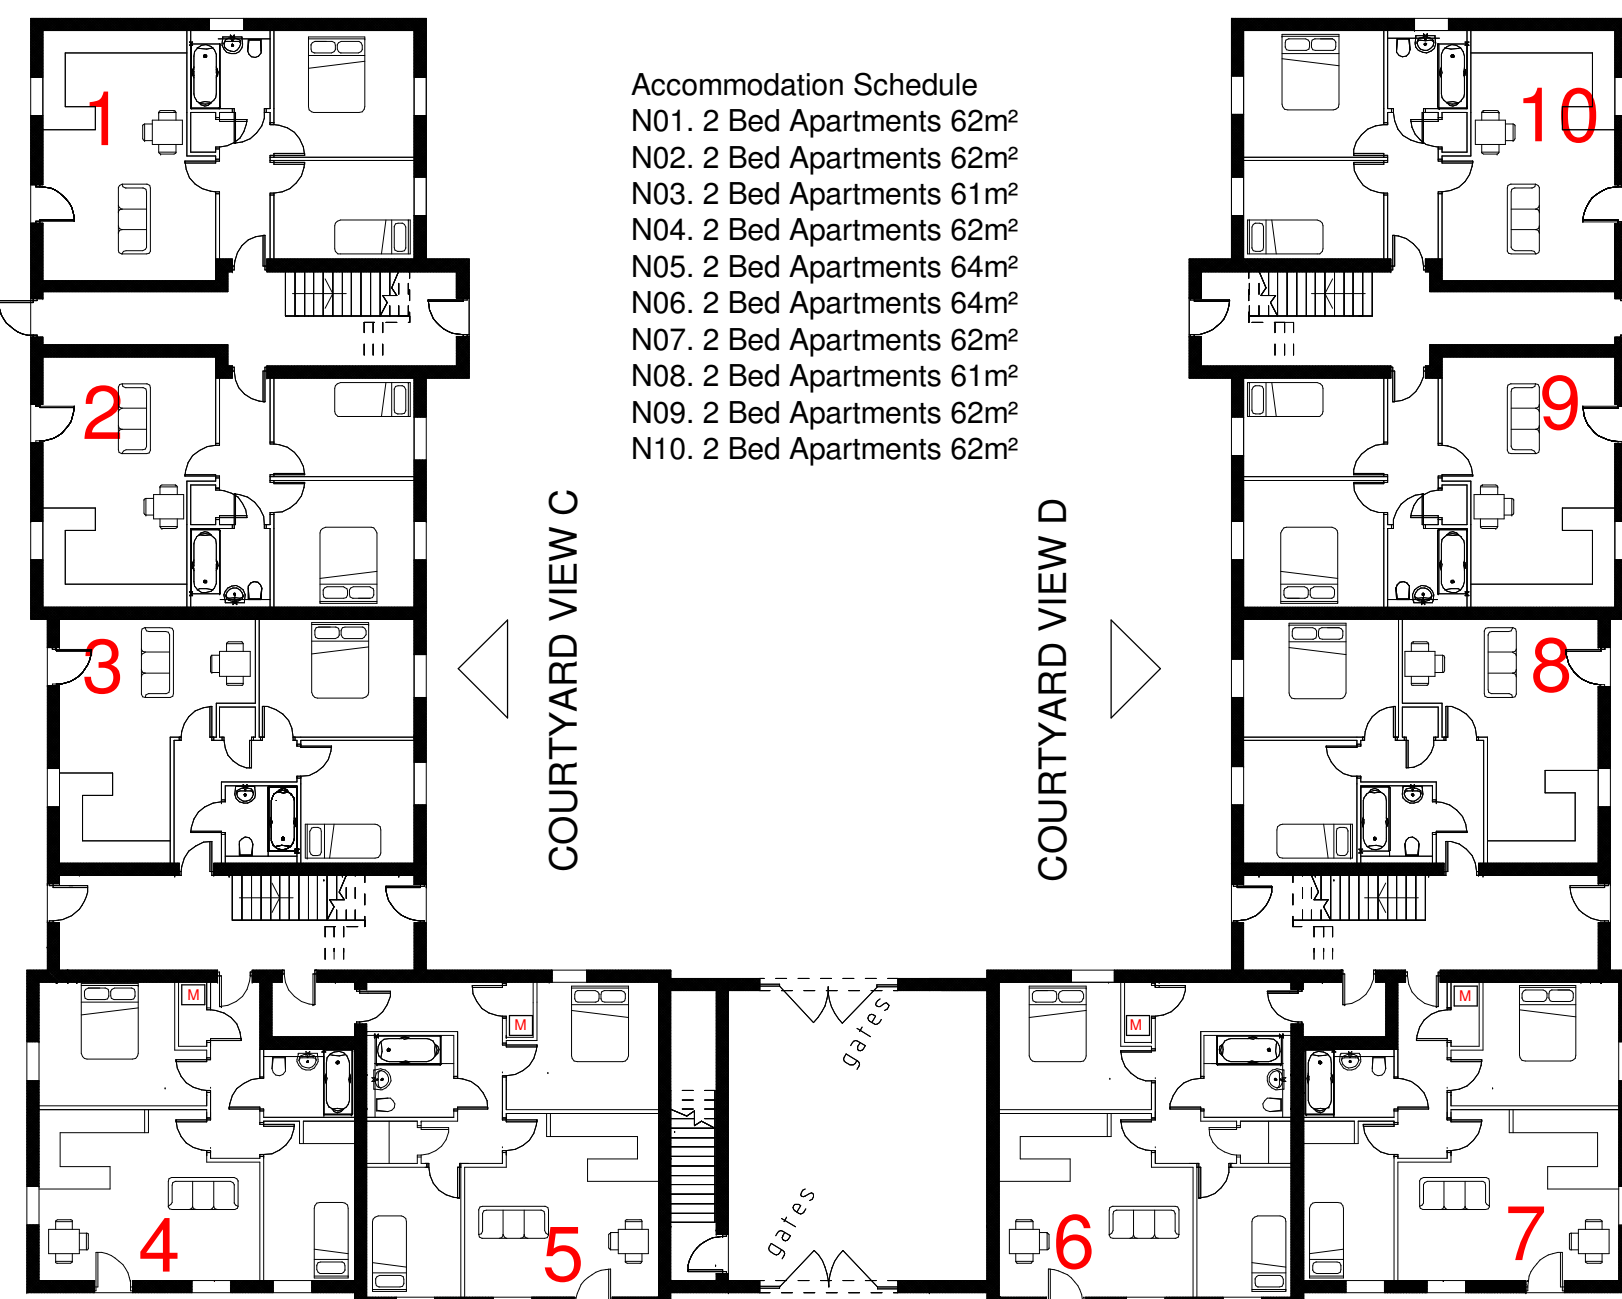 Accommodation Schedule
N01. 2 Bed Apartments 62m²
N02. 2 Bed Apartments 62m²
N03. 2 Bed Apartments 61m²
N04. 2 Bed Apartments 62m²
N05. 2 Bed Apartments 64m²
N06. 2 Bed Apartments 64m²
N07. 2 Bed Apartments 62m²
N08. 2 Bed Apartments 61m²
N09. 2 Bed Apartments 62m²
N10. 2 Bed Apartments 62m²
1
10
2
9
COURTYARD VIEW C
COURTYARD VIEW D
3
8
M
M
M
M
gates
gates
4
5
6
7